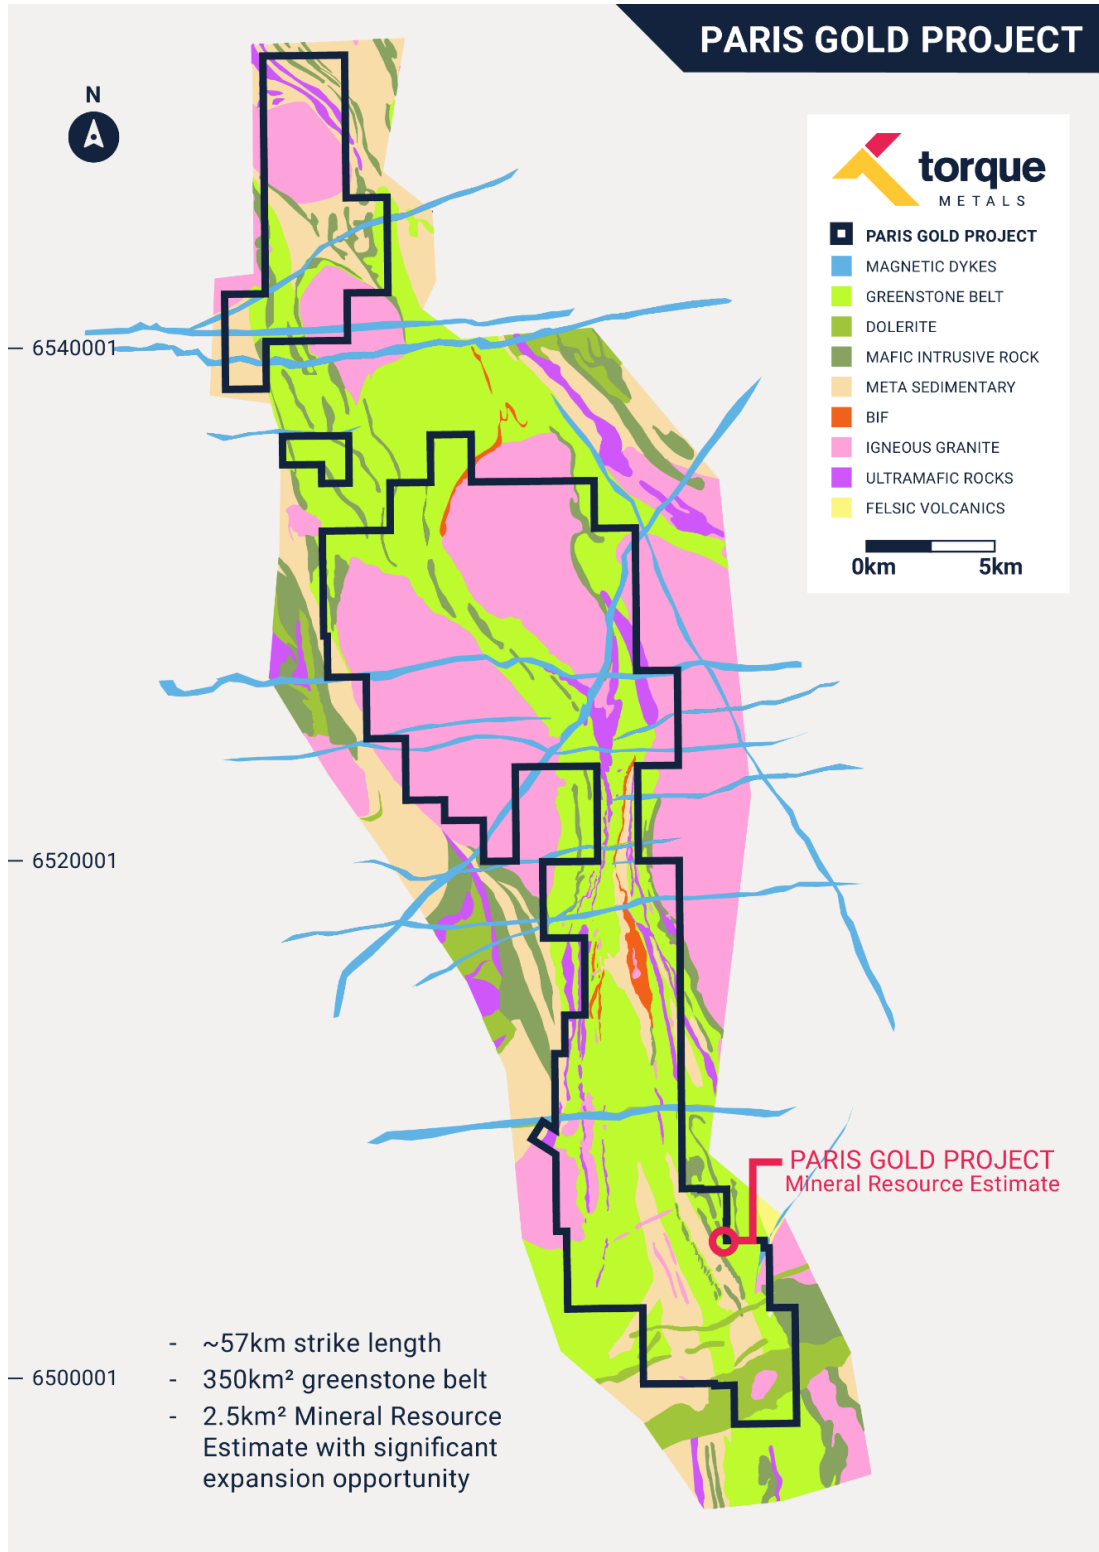 PARIS GOLD PROJECT
N
torque
METALS
PARIS GOLD PROJECT
MAGNETIC DYKES
GREENSTONE BELT
DOLERITE
MAFIC INTRUSIVE ROCK
META SEDIMENTARY
BIF
IGNEOUS GRANITE
ULTRAMAFIC ROCKS
FELSIC VOLCANICS
0km 5km
6540001
6520001
PARIS GOLD PROJECT
Mineral Resource Estimate
6500001
- ~57km strike length
- 350km² greenstone belt
- 2.5km² Mineral Resource
Estimate with significant
expansion opportunity